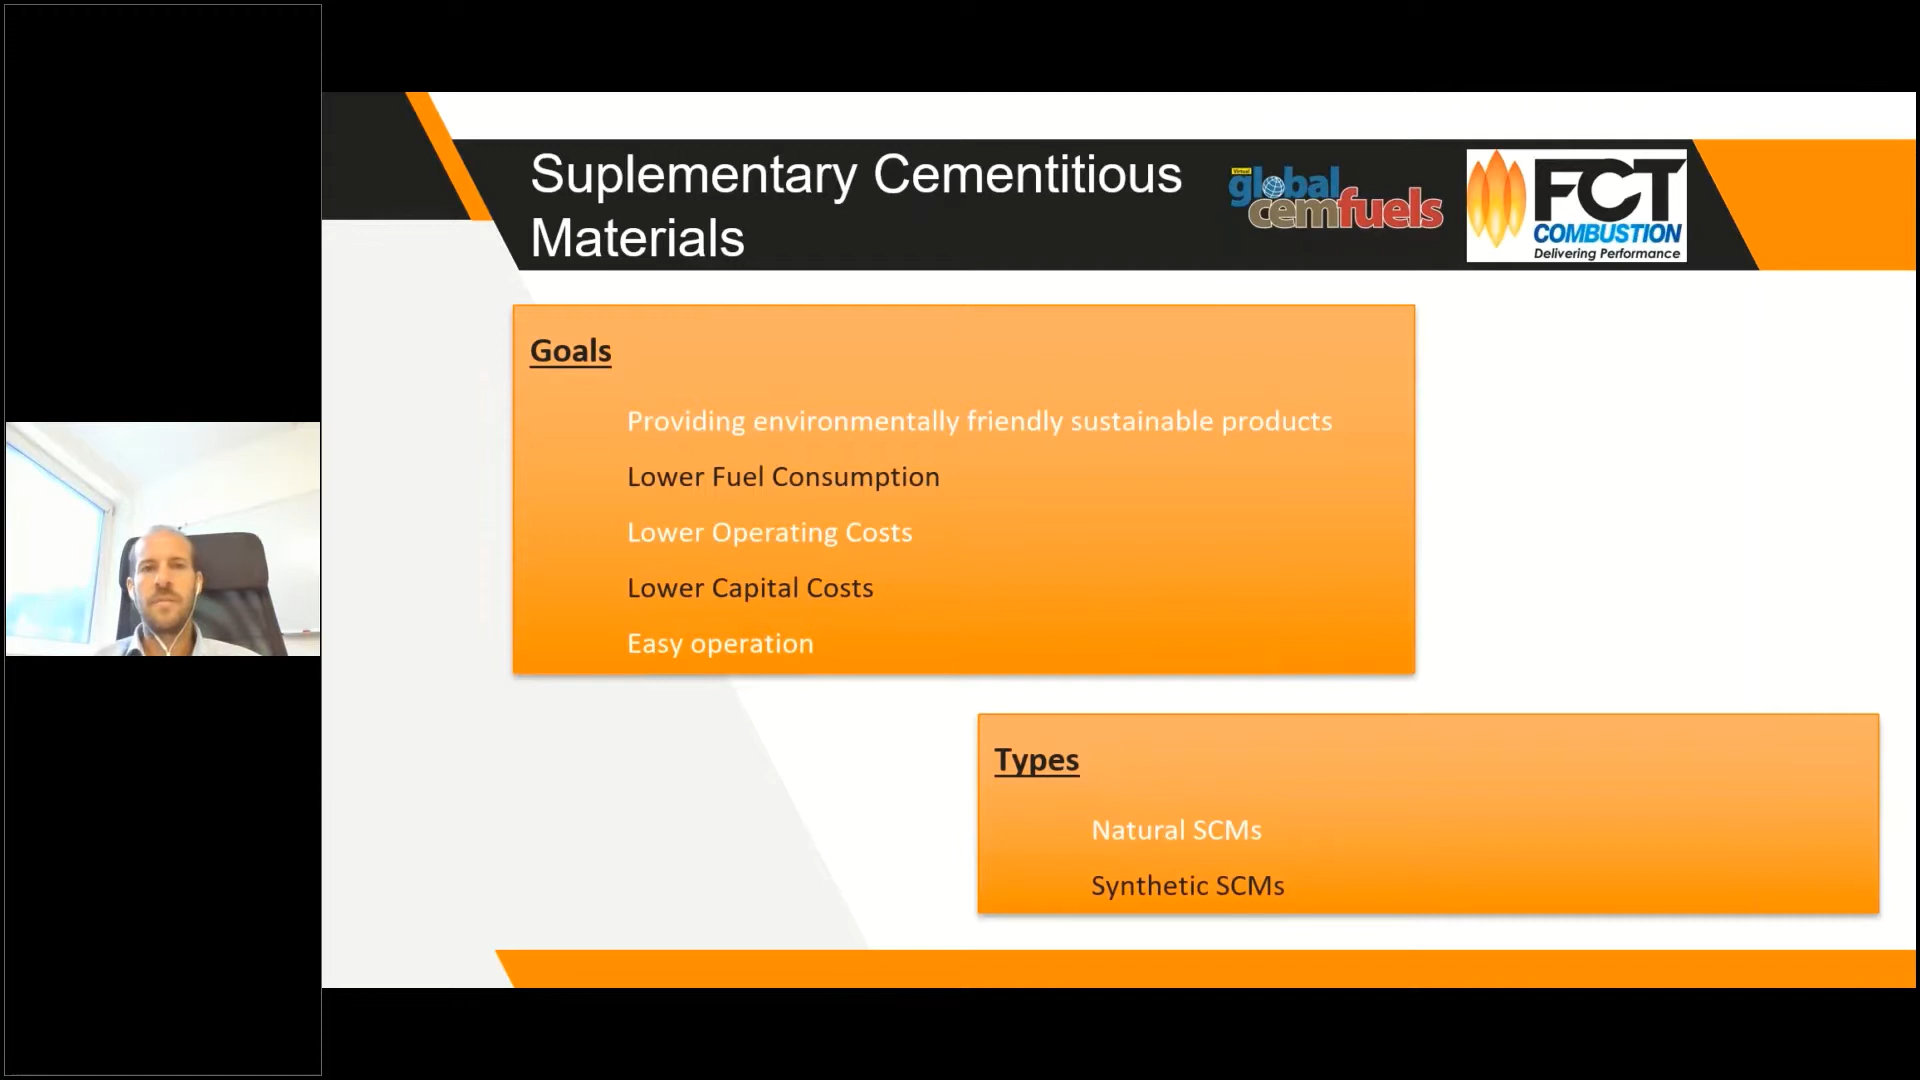 Suplementary Cementitious
Materials
Virtual
global
cemfuels
FCT
COMBUSTION
Delivering Performance
Goals
Providing environmentally friendly sustainable products
Lower Fuel Consumption
Lower Operating Costs
Lower Capital Costs
Easy operation
Types
Natural SCMs
Synthetic SCMs